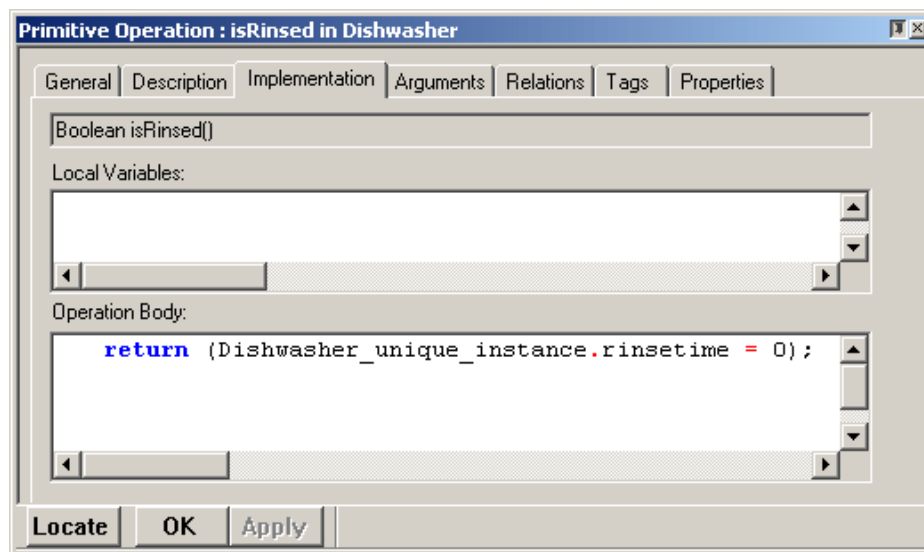 Primitive Operation : isRinsed in Dishwasher
General Description Implementation Arguments Relations Tags Properties
Boolean isRinsed()
Local Variables:
Operation Body:
return (Dishwasher_unique_instance.rinsetime = 0);
Locate OK Apply